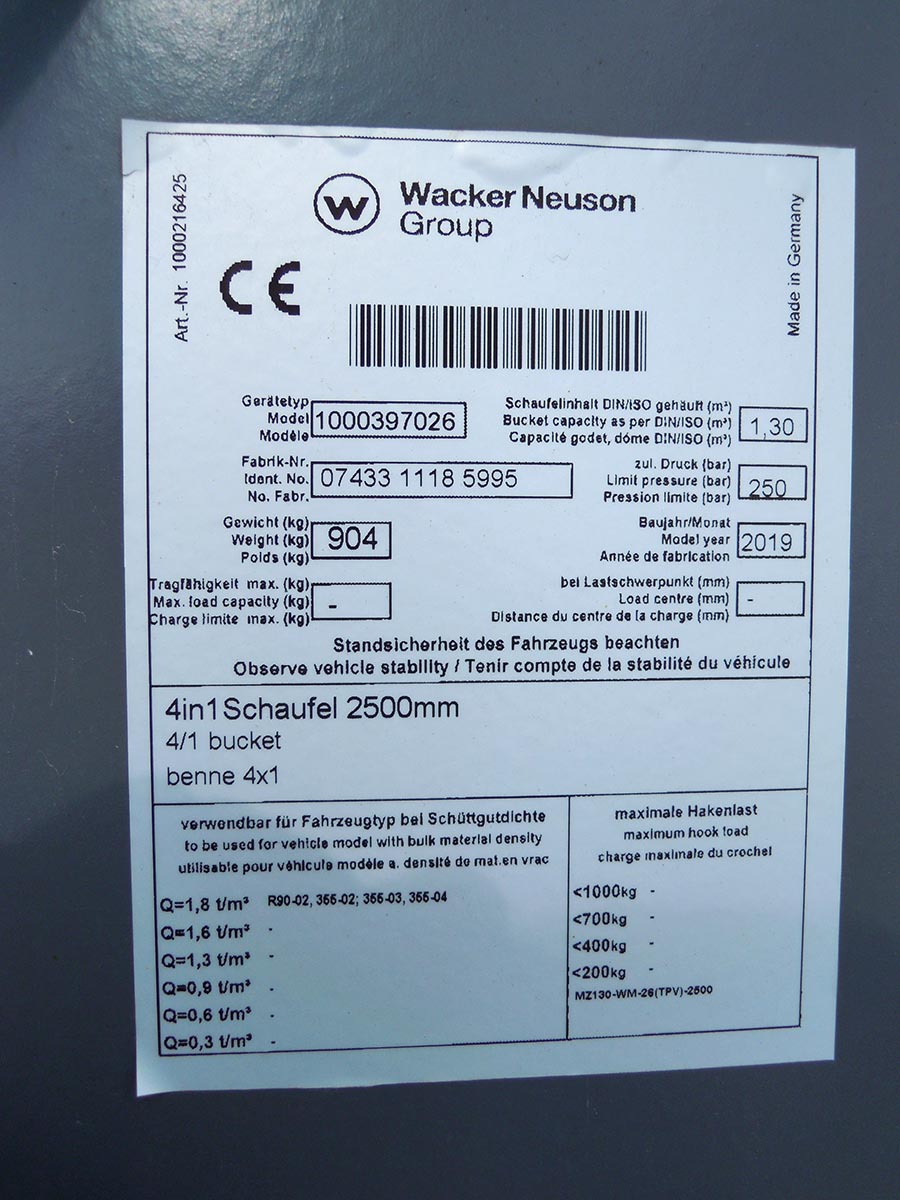 Art.-Nr. 1000216425
W
Wacker Neuson
Group
Made in Germany
CE
Gerätetyp
Model
Modèle
1000397026
Schaufelinhalt DIN/ISO gehäuft (m³)
Bucket capacity as per DIN/ISO (m³)
Capacité godet, dôme DIN/ISO (m³)
1,30
Fabrik-Nr.
Ident. No.
No. Fabr.
07433 1118 5995
zul. Druck (bar)
Limit pressure (bar)
Pression limite (bar)
250
Gewicht (kg)
Weight (kg)
Poids (kg)
904
Baujahr/Monat
Model year
Année de fabrication
2019
Tragfähigkeit max. (kg)
Max. load capacity (kg)
Charge limite max. (kg)
-
bei Lastschwerpunkt (mm)
Load centre (mm)
Distance du centre de la charge (mm)
-
Standsicherheit des Fahrzeugs beachten
Observe vehicle stability / Tenir compte de la stabilité du véhicule
4in1Schaufel 2500mm
4/1 bucket
benne 4x1
verwendbar für Fahrzeugtyp bei Schüttgutdichte
to be used for vehicle model with bulk material density
utilisable pour véhicule modèle a. densité de mat.en vrac
Q=1,8 t/m³ R90-02, 355-02; 355-03, 355-04
Q=1,6 t/m³ -
Q=1,3 t/m³ -
Q=0,9 t/m³ -
Q=0,6 t/m³ -
Q=0,3 t/m³ -
maximale Hakenlast
maximum hook load
charge maximale du crochet
<1000kg -
<700kg -
<400kg -
<200kg -
MZ130-WM-26(TPV)-2500